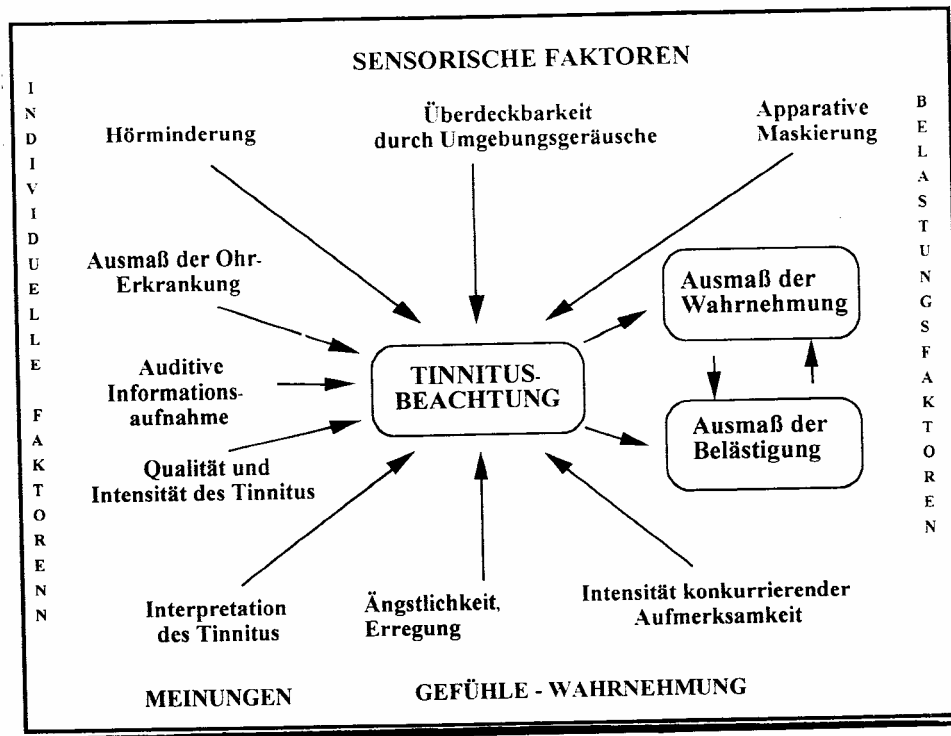 SENSORISCHE FAKTOREN
INDIVIDUELLE FAKTORENN
BELASTUNGSFAKTOREN
Hörminderung
Überdeckbarkeit
durch Umgebungsgeräusche
Apparative
Maskierung
Ausmaß der Ohr-
Erkrankung
Auditive
Informations-
aufnahme
Qualität und
Intensität des Tinnitus
TINNITUS-
BEACHTUNG
Ausmaß der
Wahrnehmung
Ausmaß der
Belästigung
Interpretation
des Tinnitus
Ängstlichkeit,
Erregung
Intensität konkurrierender
Aufmerksamkeit
MEINUNGEN
GEFÜHLE - WAHRNEHMUNG